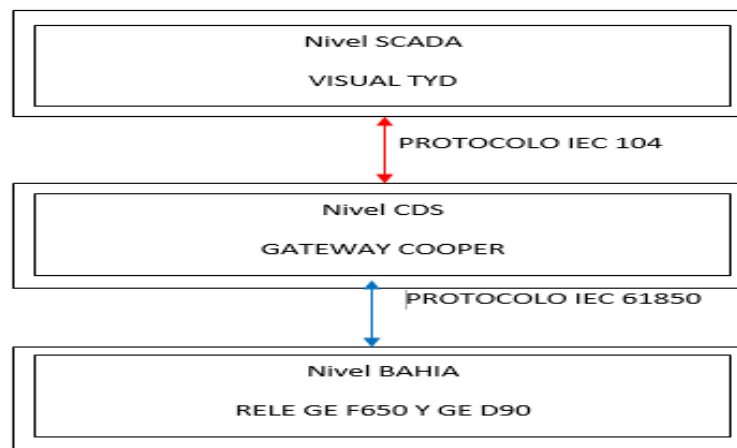 Nivel SCADA
VISUAL TYD
PROTOCOLO IEC 104
Nivel CDS
GATEWAY COOPER
PROTOCOLO IEC 61850
Nivel BAHIA
RELE GE F650 Y GE D90